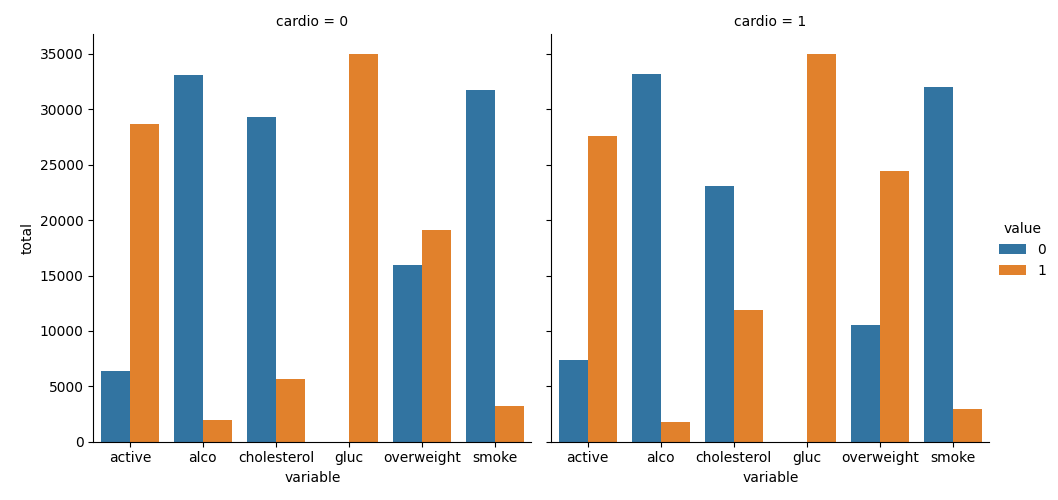 cardio = 0
cardio = 1
35000
30000
25000
20000
15000
10000
5000
0
total
active alco cholesterol gluc overweight smoke
variable
active alco cholesterol gluc overweight smoke
variable
value
0
1